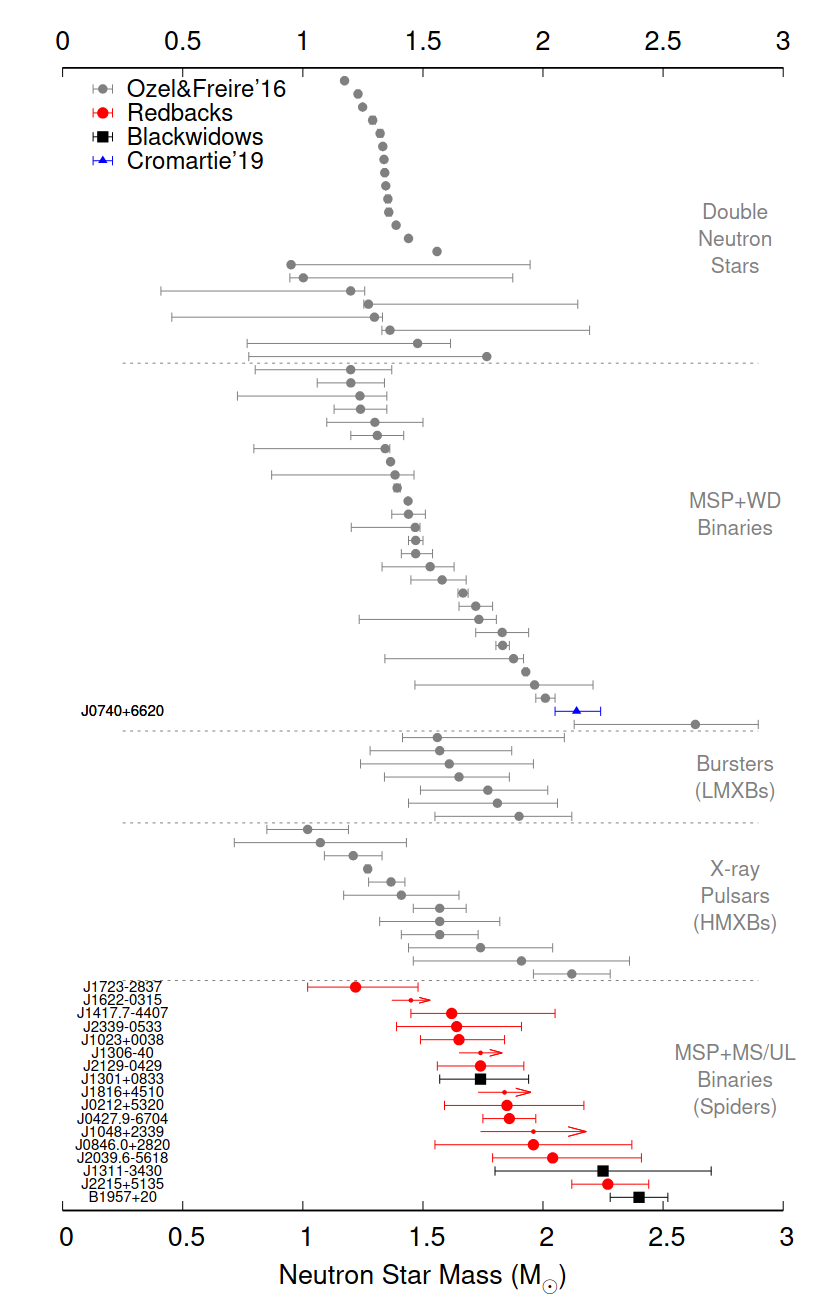 0 0.5 1 1.5 2 2.5 3
Ozel&Freire'16
Redbacks
Blackwidows
Cromartie'19
Double
Neutron
Stars
MSP+WD
Binaries
J0740+6620
Bursters
(LMXBs)
X-ray
Pulsars
(HMXBs)
J1723-2837
J1622-0315
J1417.7-4407
J2339-0533
J1023+0038
J1306-40
J2129-0429
J1301+0833
J1816+4510
J0212+5320
J0427.9-6704
J1048+2339
J0846.0+2820
J2039.6-5618
J1311-3430
J2215+5135
B1957+20
MSP+MS/UL
Binaries
(Spiders)
0 0.5 1 1.5 2 2.5 3
Neutron Star Mass (M☉)